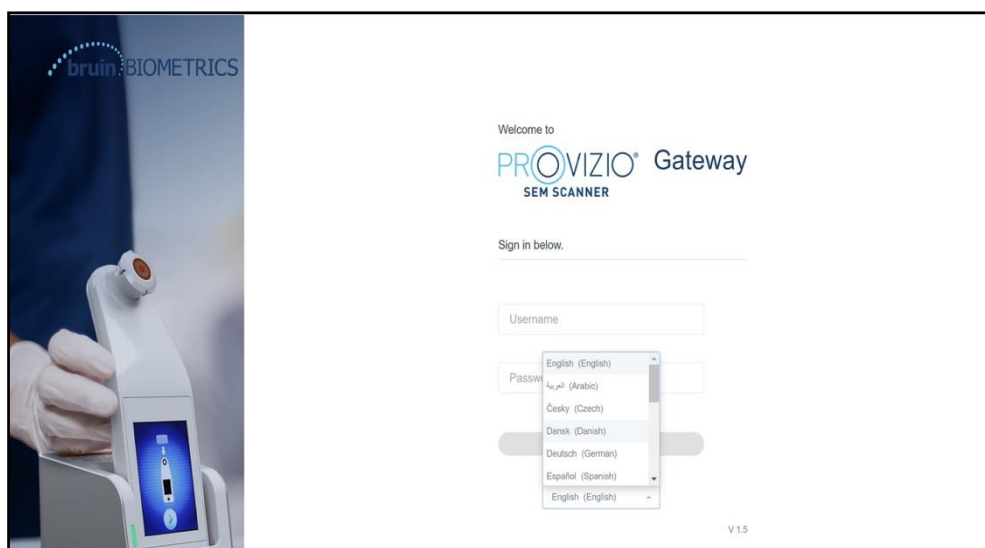 bruin BIOMETRICS
Welcome to
PROVIZIO® Gateway
SEM SCANNER
Sign in below.
Username
Passw
English (English)
العربية (Arabic)
Česky (Czech)
Dansk (Danish)
Deutsch (German)
Español (Spanish)
English (English)
V 1.5